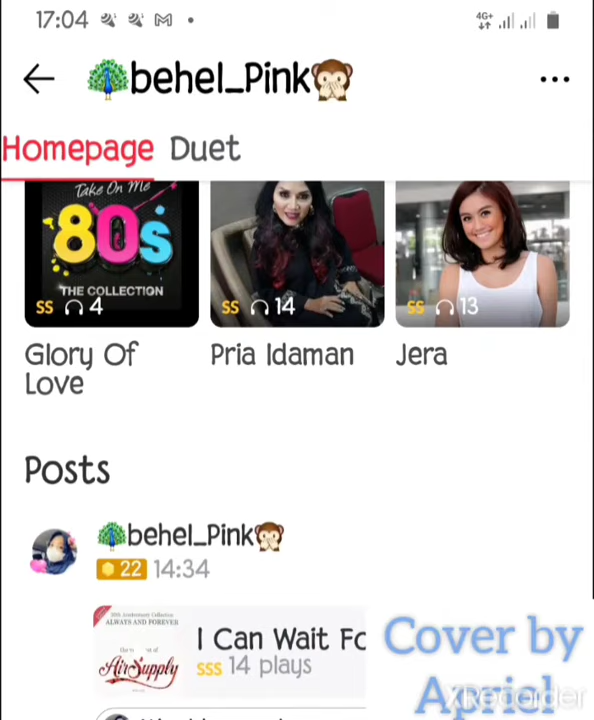 17:04
4G+
behel_Pink
Homepage Duet
Take On Me
80s
THE COLLECTION
SS 4
SS 14
SS 13
Glory Of
Love
Pria Idaman
Jera
Posts
behel_Pink
22 14:34
ALWAYS AND FOREVER
Air Supply
I Can Wait Fo
SSS 14 plays
Cover by
Apriel
XRecorder